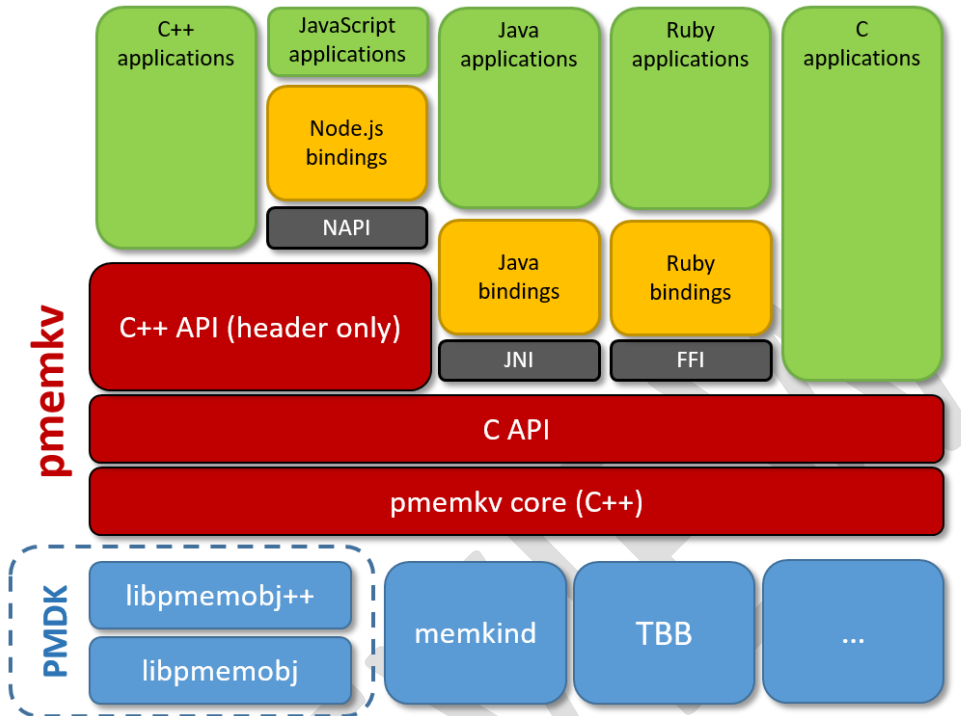 C++
applications
JavaScript
applications
Java
applications
Ruby
applications
C
applications
Node.js
bindings
NAPI
Java
bindings
Ruby
bindings
C++ API (header only)
JNI
FFI
pmemkv
C API
pmemkv core (C++)
PMDK
libpmemobj++
libpmemobj
memkind
TBB
...